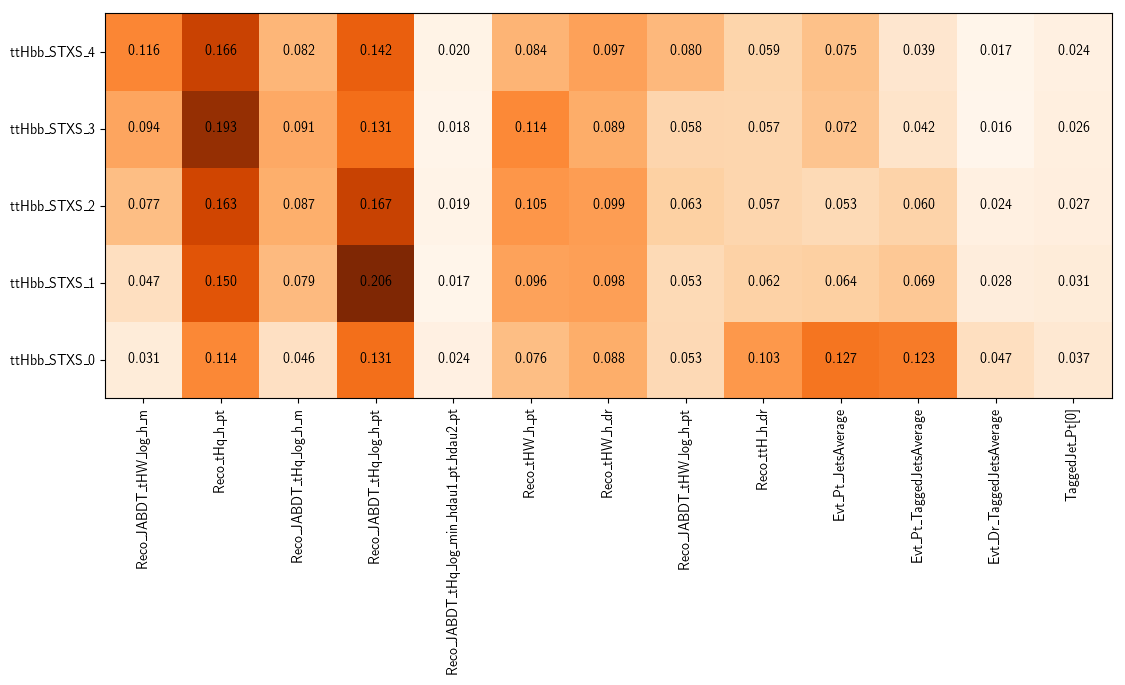 ttHbb_STXS_4 0.116 0.166 0.082 0.142 0.020 0.084 0.097 0.080 0.059 0.075 0.039 0.017 0.024
ttHbb_STXS_3 0.094 0.193 0.091 0.131 0.018 0.114 0.089 0.058 0.057 0.072 0.042 0.016 0.026
ttHbb_STXS_2 0.077 0.163 0.087 0.167 0.019 0.105 0.099 0.063 0.057 0.053 0.060 0.024 0.027
ttHbb_STXS_1 0.047 0.150 0.079 0.206 0.017 0.096 0.098 0.053 0.062 0.064 0.069 0.028 0.031
ttHbb_STXS_0 0.031 0.114 0.046 0.131 0.024 0.076 0.088 0.053 0.103 0.127 0.123 0.047 0.037
Reco_JABDT_tHW_log_h_m
Reco_tHq_h_pt
Reco_JABDT_tHq_log_h_m
Reco_JABDT_tHq_log_h_pt
Reco_JABDT_tHq_log_min_hdau1_pt_hdau2_pt
Reco_tHW_h_pt
Reco_tHW_h_dr
Reco_JABDT_tHW_log_h_pt
Reco_ttH_h_dr
Evt_Pt_JetsAverage
Evt_Pt_TaggedJetsAverage
Evt_Dr_TaggedJetsAverage
TaggedJet_Pt[0]